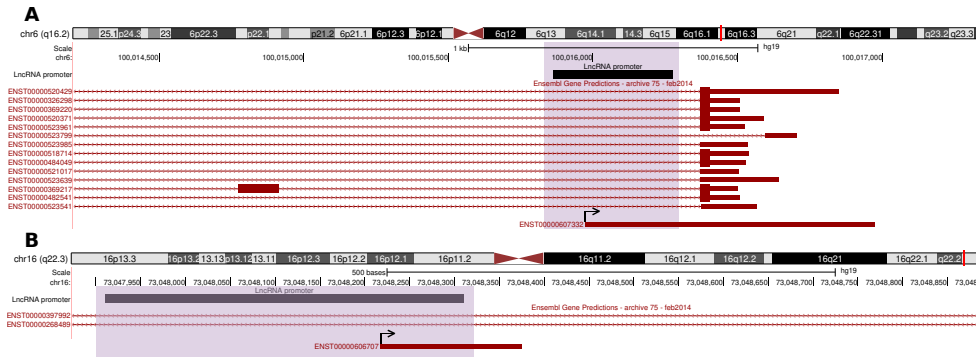 A
chr6 (q16.2) 25.1 p24.3 23 6p22.3 p22.1 p21.2 6p21.1 6p12.3 6p12.1 6q12 6q13 6q14.1 14.3 6q15 6q16.1 6q16.3 6q21 q22.1 6q22.31 q23.2 q23.3
Scale 1 kb hg19
chr6: 100,014,500 100,015,000 100,015,500 100,016,000 100,016,500 100,017,000
LncRNA promoter
LncRNA promoter
Ensembl Gene Predictions - archive 75 - feb2014
ENST00000520429
ENST00000326298
ENST00000369220
ENST00000520371
ENST00000523961
ENST00000523799
ENST00000523985
ENST00000518714
ENST00000484049
ENST00000521017
ENST00000523639
ENST00000369217
ENST00000482541
ENST00000523541
ENST00000607332
B
chr16 (q22.3) 16p13.3 16p13.2 13.13 p13.12 13.11 16p12.3 16p12.2 16p12.1 16p11.2 16q11.2 16q12.1 16q12.2 16q21 16q22.1 q22.2
Scale 500 bases hg19
chr16: 73,047,950 73,048,000 73,048,050 73,048,100 73,048,150 73,048,200 73,048,250 73,048,300 73,048,350 73,048,400 73,048,450 73,048,500 73,048,550 73,048,600 73,048,650 73,048,700 73,048,750 73,048,800 73,048,850
LncRNA promoter
LncRNA promoter
Ensembl Gene Predictions - archive 75 - feb2014
ENST00000397992
ENST00000268489
ENST00000606707